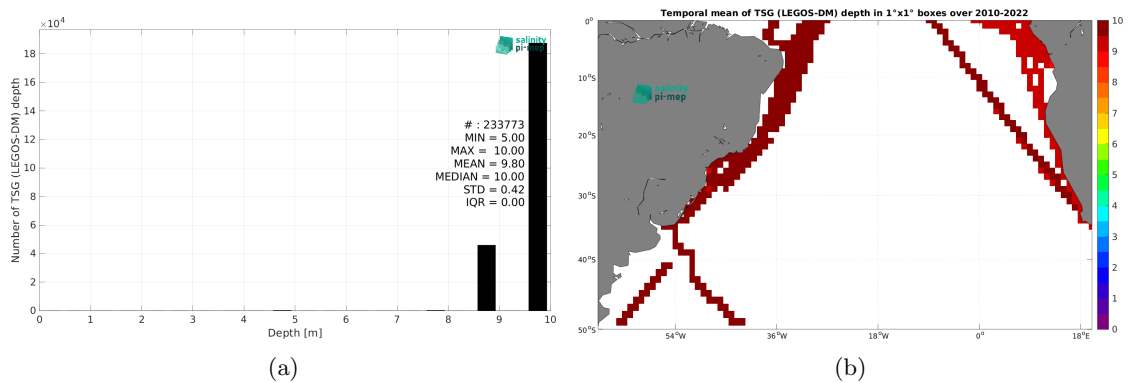 ×10⁴
18
16
14
12
10
8
6
4
2
0
Number of TSG (LEGOS-DM) depth
salinity
pi-mep
# : 233773
MIN = 5.00
MAX = 10.00
MEAN = 9.80
MEDIAN = 10.00
STD = 0.42
IQR = 0.00
0 1 2 3 4 5 6 7 8 9 10
Depth [m]
(a)
Temporal mean of TSG (LEGOS-DM) depth in 1°x1° boxes over 2010-2022
0°
10°S
20°S
30°S
40°S
50°S
salinity
pi-mep
54°W 36°W 18°W 0° 18°E
10
9
8
7
6
5
4
3
2
1
0
(b)